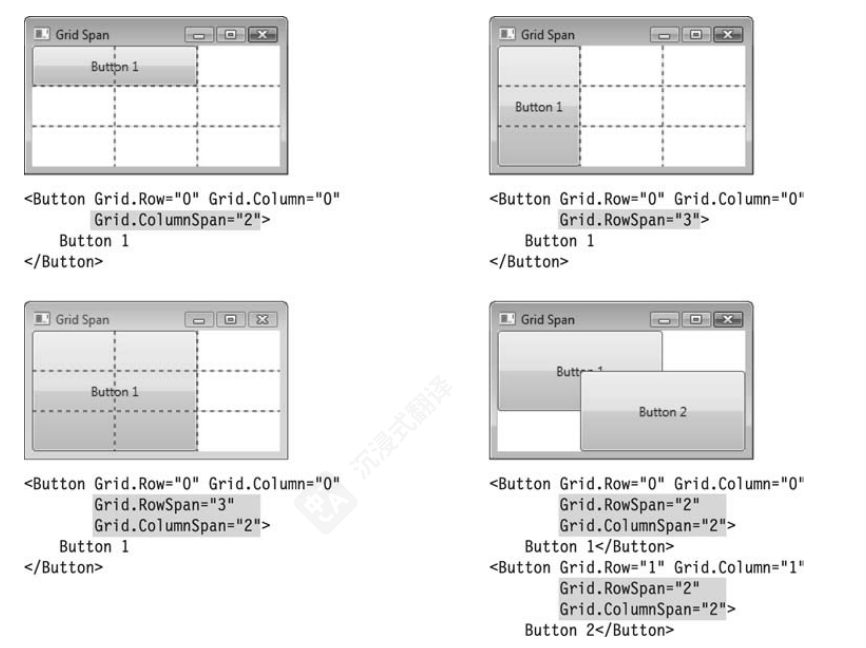 Grid Span
Button 1
<Button Grid.Row="0" Grid.Column="0"
Grid.ColumnSpan="2">
Button 1
</Button>
Grid Span
Button 1
<Button Grid.Row="0" Grid.Column="0"
Grid.RowSpan="3">
Button 1
</Button>
Grid Span
Button 1
<Button Grid.Row="0" Grid.Column="0"
Grid.RowSpan="3"
Grid.ColumnSpan="2">
Button 1
</Button>
Grid Span
Button 1
Button 2
<Button Grid.Row="0" Grid.Column="0"
Grid.RowSpan="2"
Grid.ColumnSpan="2">
Button 1</Button>
<Button Grid.Row="1" Grid.Column="1"
Grid.RowSpan="2"
Grid.ColumnSpan="2">
Button 2</Button>
沉浸式翻译